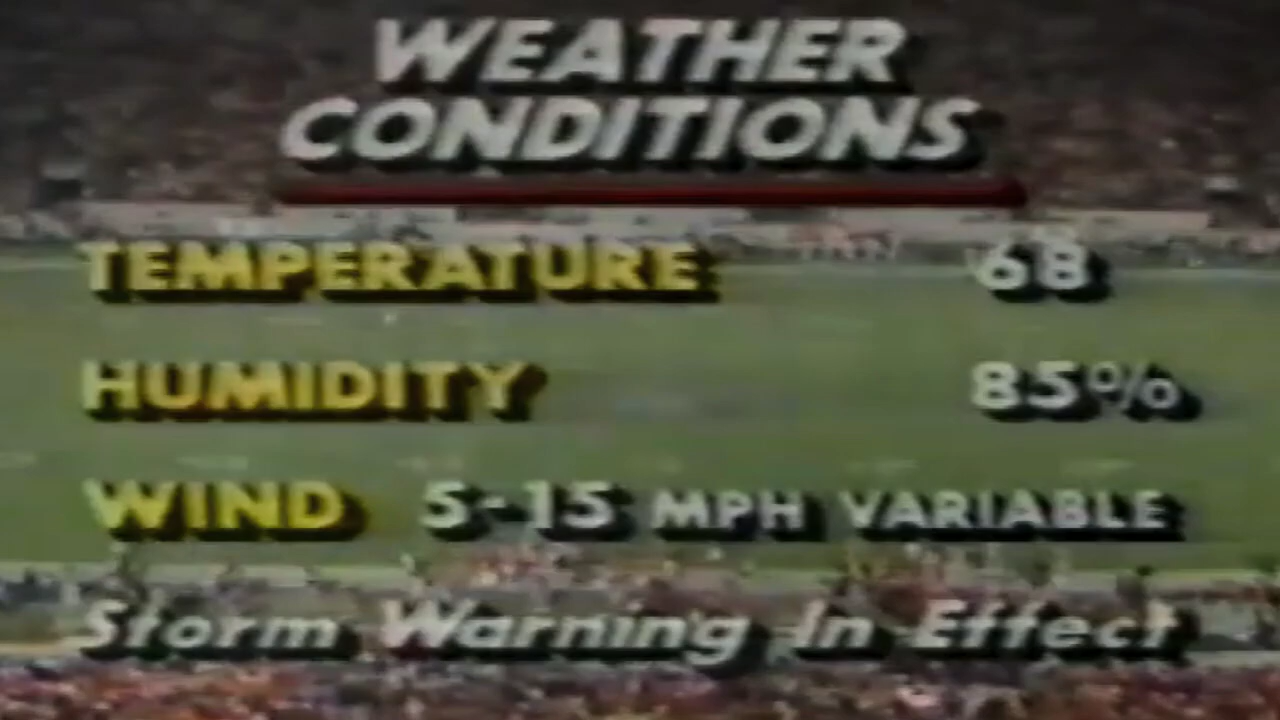 WEATHER
CONDITIONS
TEMPERATURE 68
HUMIDITY 85%
WIND 5-15 MPH VARIABLE
Storm Warning In Effect